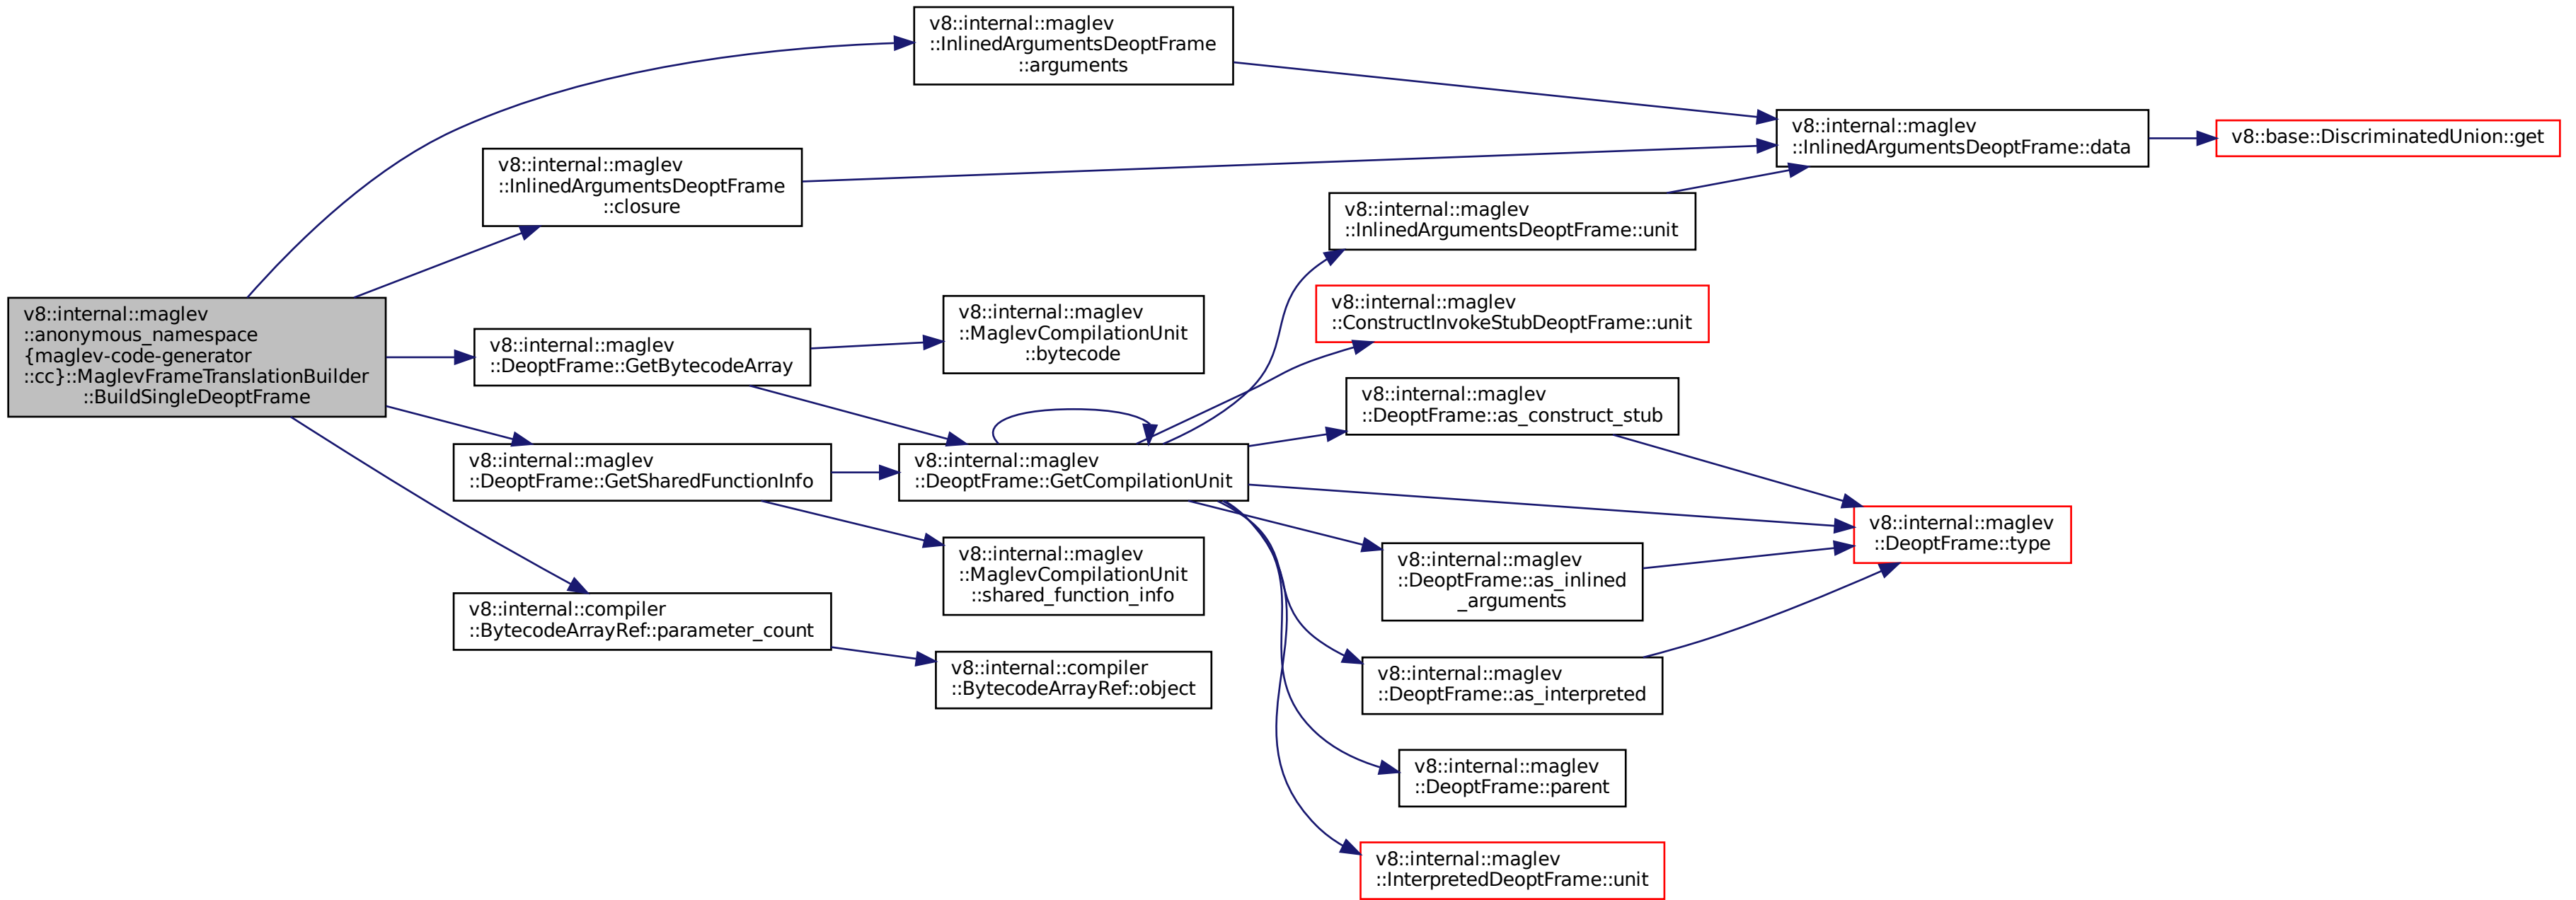 v8::internal::maglev
::anonymous_namespace
{maglev-code-generator
::cc}::MaglevFrameTranslationBuilder
::BuildSingleDeoptFrame
v8::internal::maglev
::InlinedArgumentsDeoptFrame
::arguments
v8::internal::maglev
::InlinedArgumentsDeoptFrame
::closure
v8::internal::maglev
::DeoptFrame::GetBytecodeArray
v8::internal::maglev
::DeoptFrame::GetSharedFunctionInfo
v8::internal::compiler
::BytecodeArrayRef::parameter_count
v8::internal::maglev
::MaglevCompilationUnit
::bytecode
v8::internal::maglev
::DeoptFrame::GetCompilationUnit
v8::internal::maglev
::MaglevCompilationUnit
::shared_function_info
v8::internal::compiler
::BytecodeArrayRef::object
v8::internal::maglev
::InlinedArgumentsDeoptFrame::unit
v8::internal::maglev
::ConstructInvokeStubDeoptFrame::unit
v8::internal::maglev
::DeoptFrame::as_construct_stub
v8::internal::maglev
::DeoptFrame::as_inlined
_arguments
v8::internal::maglev
::DeoptFrame::as_interpreted
v8::internal::maglev
::DeoptFrame::parent
v8::internal::maglev
::InterpretedDeoptFrame::unit
v8::internal::maglev
::InlinedArgumentsDeoptFrame::data
v8::internal::maglev
::DeoptFrame::type
v8::base::DiscriminatedUnion::get